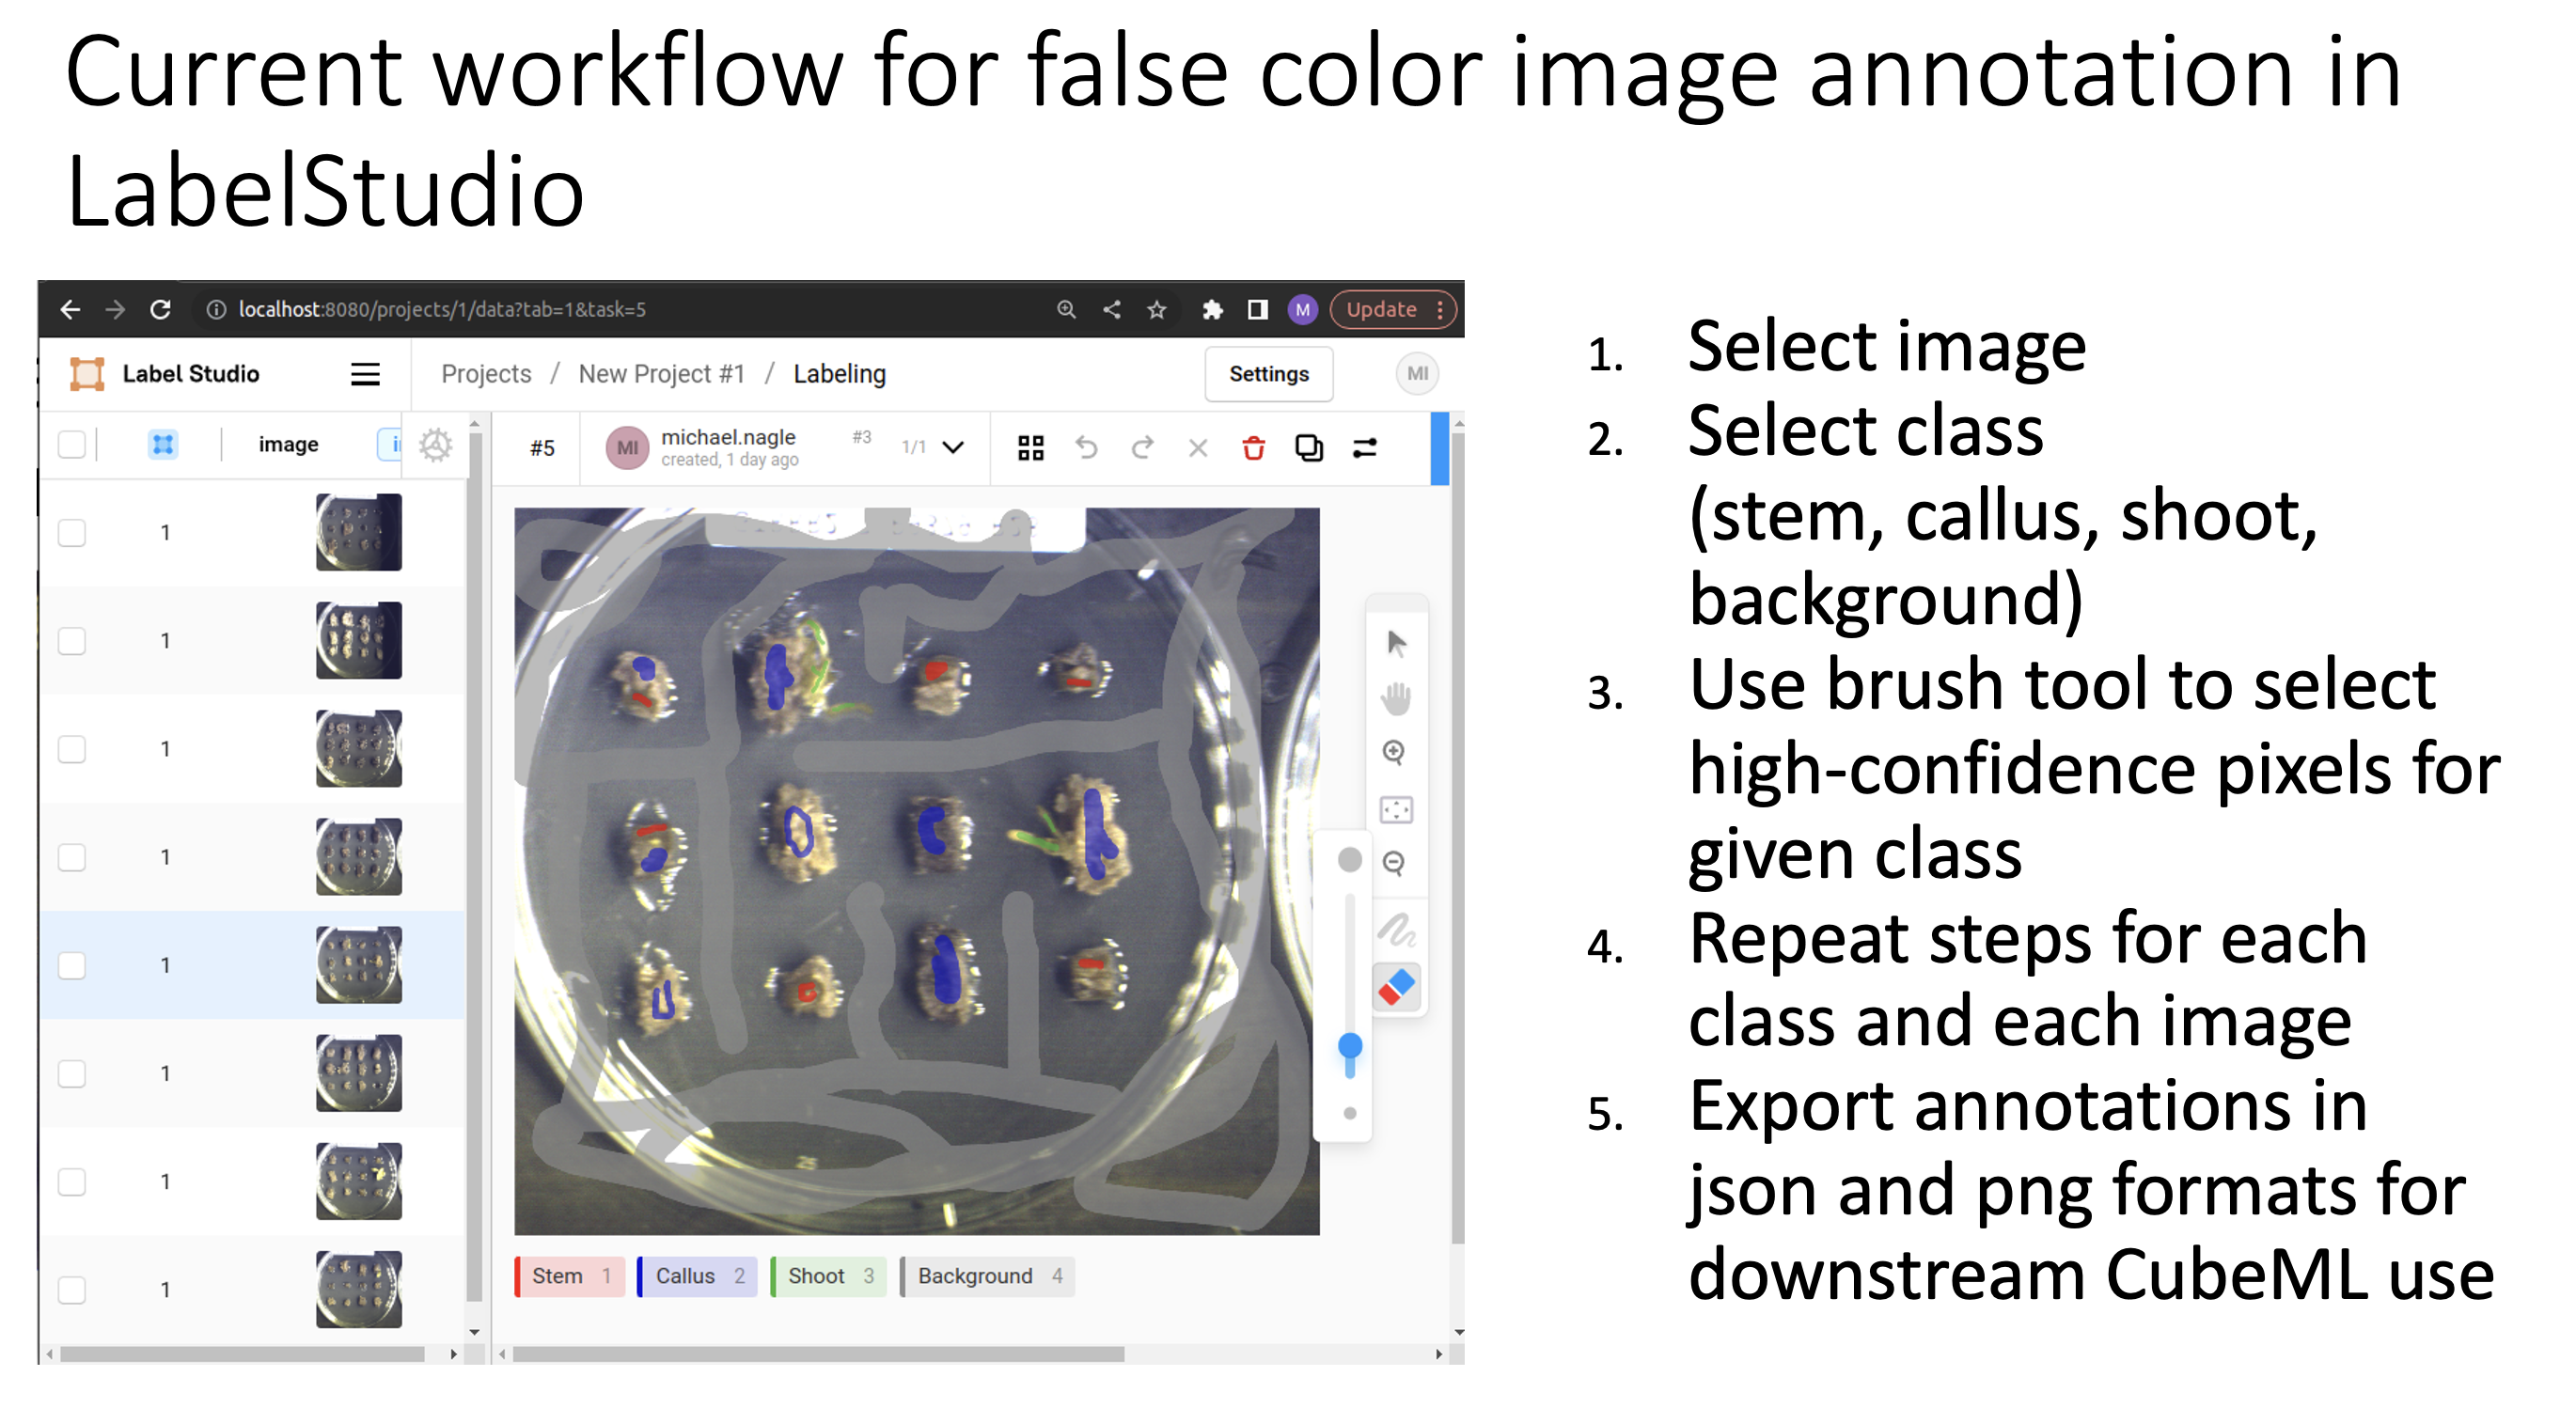 Current workflow for false color image annotation in
LabelStudio
localhost:8080/projects/1/data?tab=1&task=5
M
Update
Label Studio
Projects / New Project #1 / Labeling
Settings
MI
image
#5
MI
michael.nagle
created, 1 day ago
#3
1/1
1
1
1
1
1
1
1
1
Stem 1
Callus 2
Shoot 3
Background 4
1. Select image
2. Select class
(stem, callus, shoot,
background)
3. Use brush tool to select
high-confidence pixels for
given class
4. Repeat steps for each
class and each image
5. Export annotations in
json and png formats for
downstream CubeML use